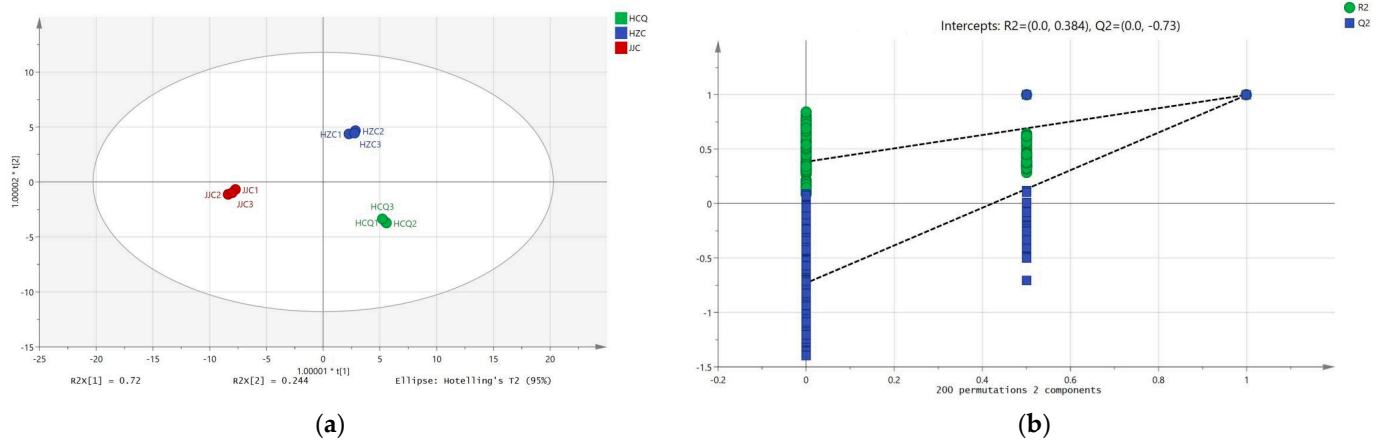 HCQ
HZC
JJC
10
5
0
-5
-10
-15
1.00002 * t[2]
HZC1
HZC2
HZC3
JJC2
JJC1
JJC3
HCQ3
HCQ1
HCQ2
-25
-20
-15
-10
-5
0
5
10
15
20
1.00001 * t[1]
R2X[1] = 0.72
R2X[2] = 0.244
Ellipse: Hotelling's T2 (95%)
(a)
Intercepts: R2=(0.0, 0.384), Q2=(0.0, -0.73)
R2
Q2
1
0.5
0
-0.5
-1
-1.5
-0.2
0
0.2
0.4
0.6
0.8
1
200 permutations 2 components
(b)